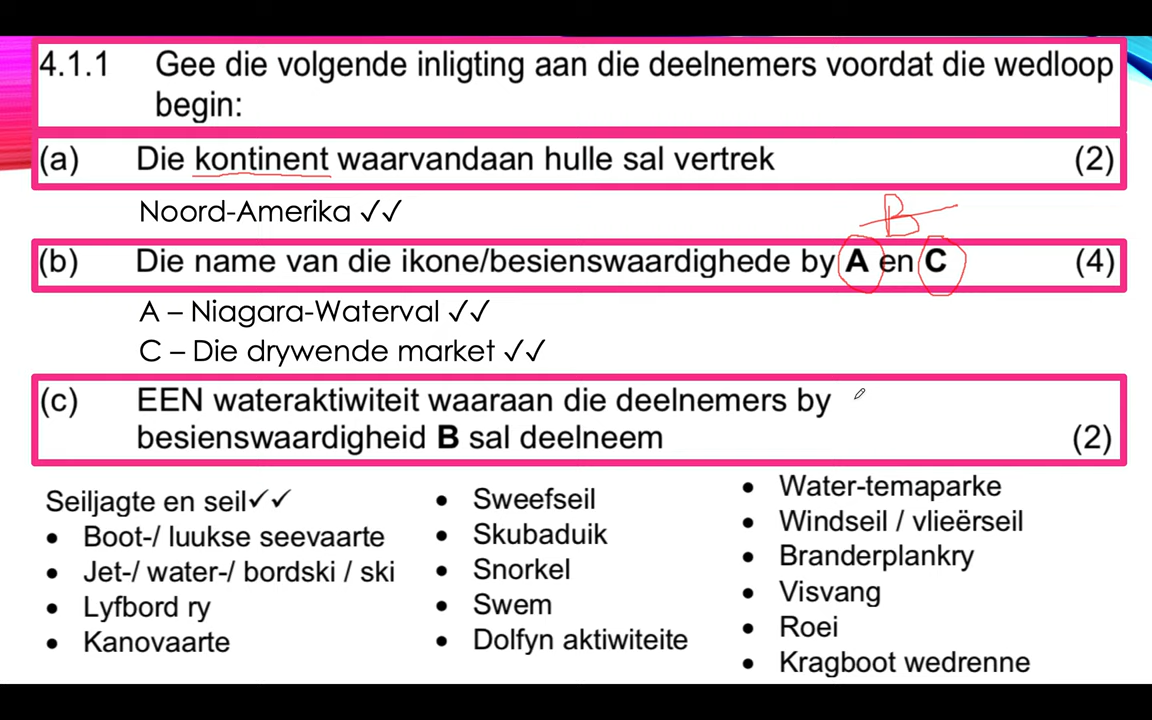 4.1.1 Gee die volgende inligting aan die deelnemers voordat die wedloop
begin:
(a) Die kontinent waarvandaan hulle sal vertrek (2)
Noord-Amerika ✓✓
B
(b) Die name van die ikone/besienswaardighede by A en C (4)
A – Niagara-Waterval ✓✓
C – Die drywende market ✓✓
(c) EEN wateraktiwiteit waaraan die deelnemers by
besienswaardigheid B sal deelneem (2)
Seiljagte en seil✓✓
• Boot-/ luukse seevaarte
• Jet-/ water-/ bordski / ski
• Lyfbord ry
• Kanovaarte
• Sweefseil
• Skubaduik
• Snorkel
• Swem
• Dolfyn aktiwiteite
• Water-temaparke
• Windseil / vlieërseil
• Branderplankry
• Visvang
• Roei
• Kragboot wedrenne